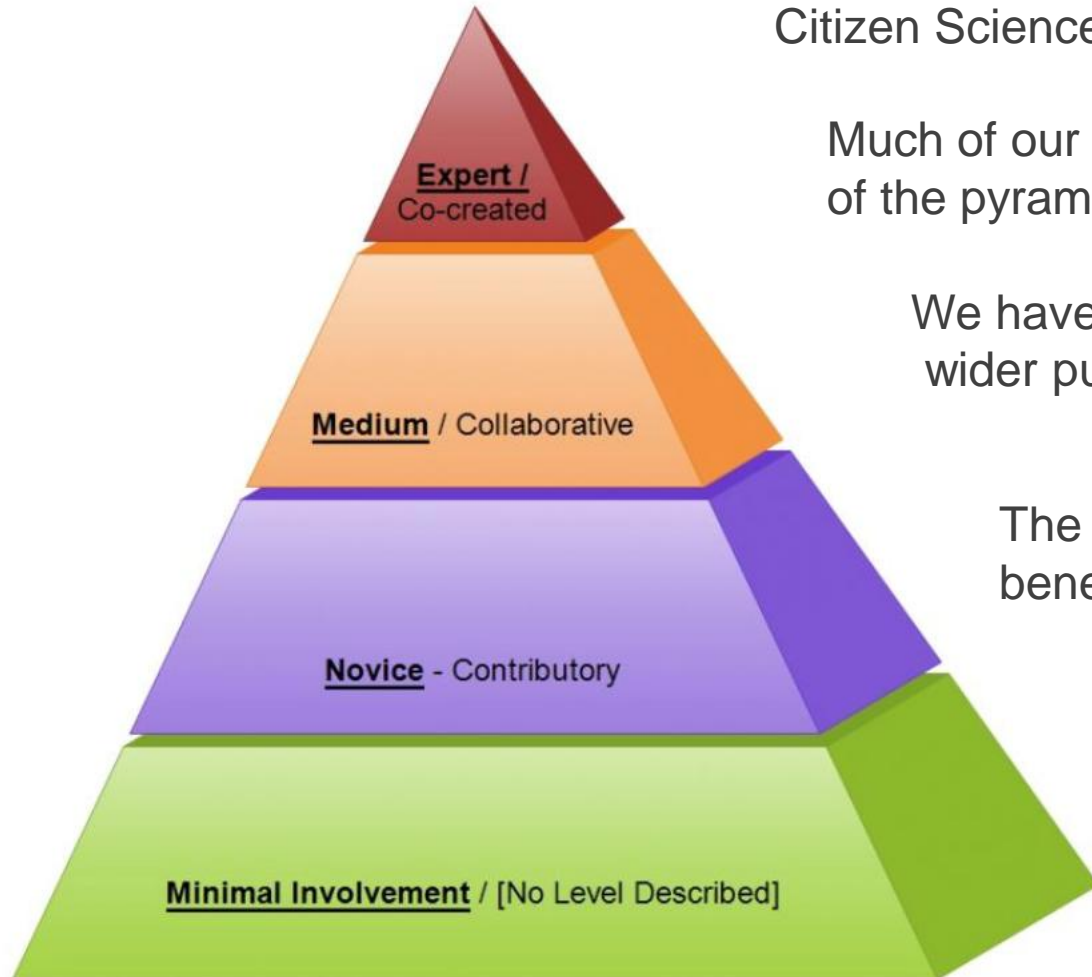 Citizen Science
Much of our
of the pyram
We have
wider pu
The
bene
Expert /
Co-created
Medium / Collaborative
Novice - Contributory
Minimal Involvement / [No Level Described]